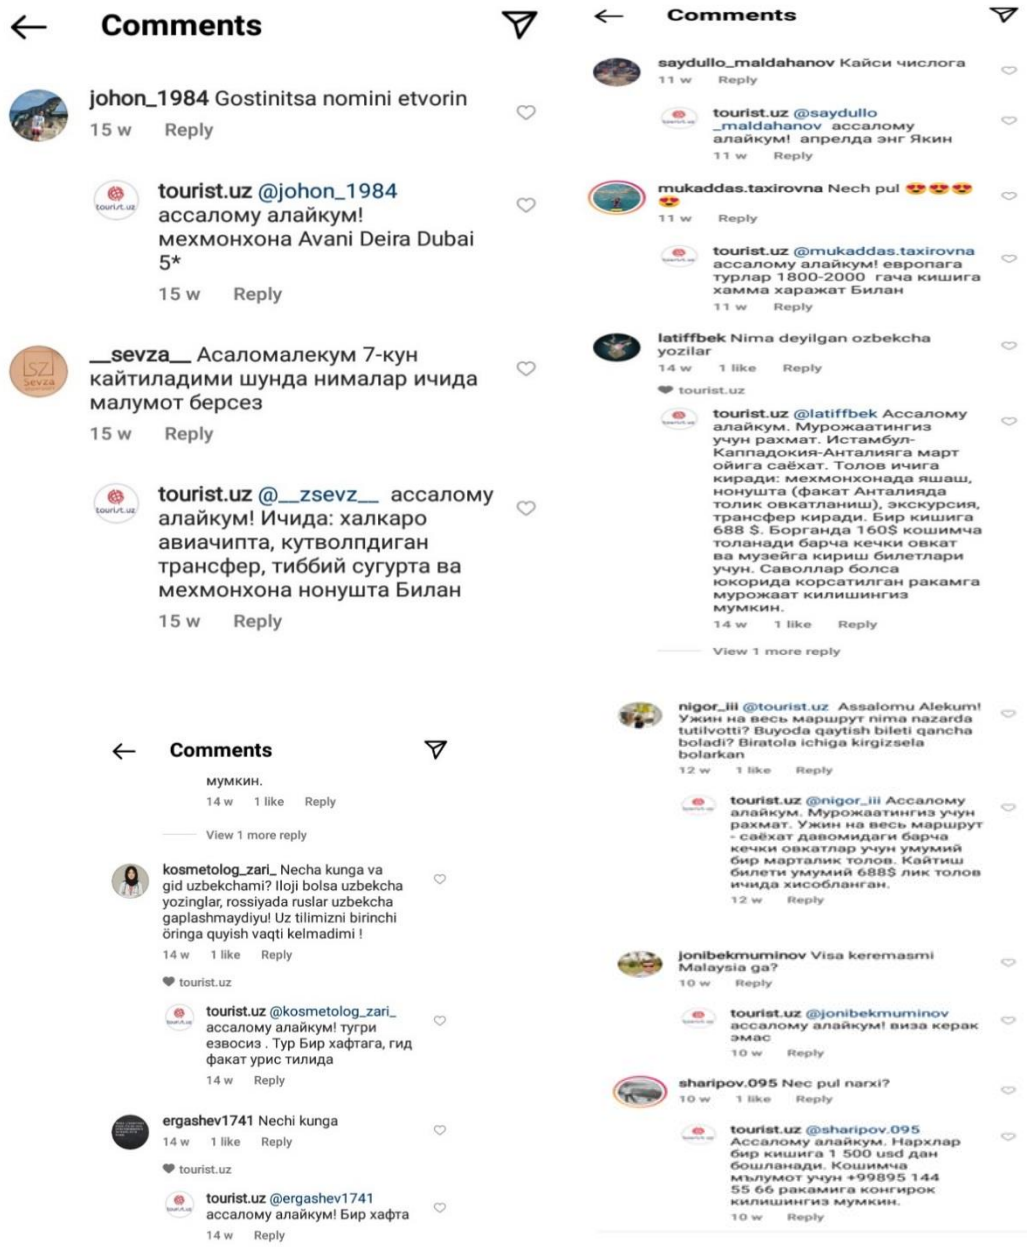 Comments
johon_1984 Gostinitsa nomini etvorin
15 w Reply
tourist.uz @johon_1984
ассалому алайкум!
мехмонхона Avani Deira Dubai
5*
15 w Reply
__sevza__ Асаломалекум 7-кун
кайтиладими шунда нималар ичида
малумот берсез
15 w Reply
tourist.uz @__zsevz__ ассалому
алайкум! Ичида: халкаро
авиачипта, кутволпдиган
трансфер, тиббий сугурта ва
мехмонхона нонушта Билан
15 w Reply
Comments
мумкин.
14 w 1 like Reply
View 1 more reply
kosmetolog_zari_ Necha kunga va
gid uzbekchami? Iloji bolsa uzbekcha
yozinglar, rossiyada ruslar uzbekcha
gaplashmaydiyu! Uz tilimizni birinchi
öringa quyish vaqti kelmadimi !
14 w 1 like Reply
tourist.uz
tourist.uz @kosmetolog_zari_
ассалому алайкум! тугри
езвосиз . Тур Бир хафтага, гид
факат урис тилида
14 w Reply
ergashev1741 Nechi kunga
14 w 1 like Reply
tourist.uz
tourist.uz @ergashev1741
ассалому алайкум! Бир хафта
14 w Reply
Comments
saydullo_maldahanov Кайси числога
11 w Reply
tourist.uz @saydullo
_maldahanov ассалому
алайкум! апрелда энг Якин
11 w Reply
mukaddas.taxirovna Nech pul 😍😍😍
😍
11 w Reply
tourist.uz @mukaddas.taxirovna
ассалому алайкум! европага
турлар 1800-2000 гача кишига
хамма харажат Билан
11 w Reply
latiffbek Nima deyilgan ozbekcha
yozilar
14 w 1 like Reply
tourist.uz
tourist.uz @latiffbek Ассалому
алайкум. Мурожаатингиз
учун рахмат. Истамбул-
Каппадокия-Анталияга март
ойига саёхат. Толов ичига
киради: мехмонхонада яшаш,
нонушта (факат Анталияда
толик овкатланиш), экскурсия,
трансфер киради. Бир кишига
688 $. Борганда 160$ кошимча
толанади барча кечки овкат
ва музейга кириш билетлари
учун. Саволлар болса
юкорида корсатилган ракамга
мурожаат килишингиз
мумкин.
14 w 1 like Reply
View 1 more reply
nigor_iii @tourist.uz Assalomu Alekum!
Ужин на весь маршрут nima nazarda
tutilvotti? Buyoda qaytish bileti qancha
boladi? Biratola ichiga kirgizsela
bolarkan
12 w 1 like Reply
tourist.uz @nigor_iii Ассалому
алайкум. Мурожаатингиз учун
рахмат. Ужин на весь маршрут
- саёхат давомидаги барча
кечки овкатлар учун умумий
бир марталик толов. Кайтиш
билети умумий 688$ лик толов
ичида хисобланган.
12 w Reply
jonibekmuminov Visa keremasmi
Malaysia ga?
10 w Reply
tourist.uz @jonibekmuminov
ассалому алайкум! виза керак
эмас
10 w Reply
sharipov.095 Nec pul narxi?
10 w 1 like Reply
tourist.uz @sharipov.095
Ассалому алайкум. Нархлар
бир кишига 1 500 usd дан
бошланади. Кошимча
мълумот учун +99895 144
55 66 ракамига конгирок
килишингиз мумкин.
10 w Reply